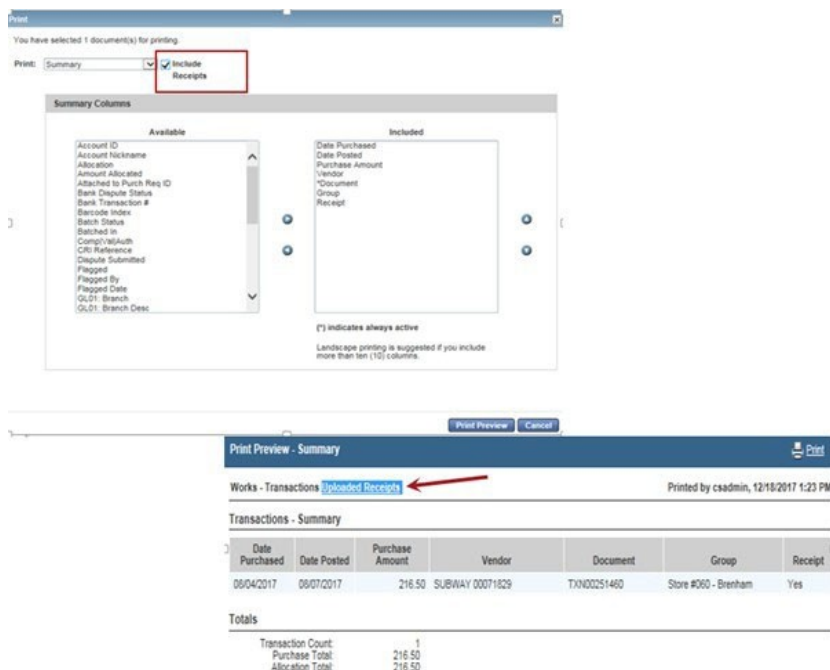 Print
You have selected 1 document(s) for printing.
Print: Summary Include
Receipts
Summary Columns
Available
Account ID
Account Nickname
Allocation
Amount Allocated
Attached to Purch Req ID
Bank Dispute Status
Bank Transaction #
Barcode Index
Batch Status
Batched In
Comp|Val|Auth
CRI Reference
Dispute Submitted
Flagged
Flagged By
Flagged Date
GL01: Branch
GL01: Branch Desc
Included
Date Purchased
Date Posted
Purchase Amount
Vendor
*Document
Group
Receipt
(*) indicates always active
Landscape printing is suggested if you include
more than ten (10) columns.
Print Preview Cancel
Print Preview - Summary Print
Works - Transactions Uploaded Receipts Printed by csadmin, 12/18/2017 1:23 PM
Transactions - Summary
Date Purchased Date Posted Purchase Amount Vendor Document Group Receipt
08/04/2017 08/07/2017 216.50 SUBWAY 00071829 TXN00251460 Store #060 - Brenham Yes
Totals
Transaction Count: 1
Purchase Total: 216.50
Allocation Total: 216.50